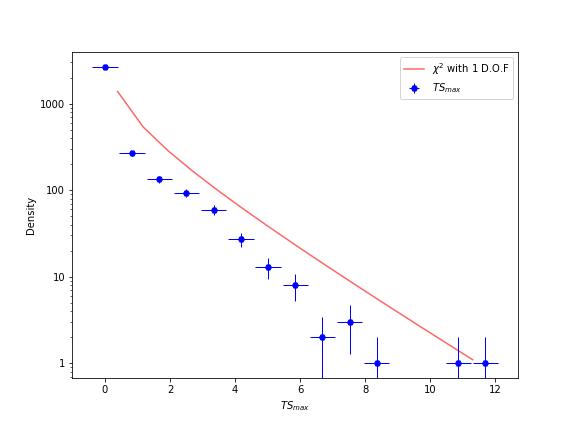 χ² with 1 D.O.F
TS_max
1000
100
10
1
Density
0 2 4 6 8 10 12
TS_max